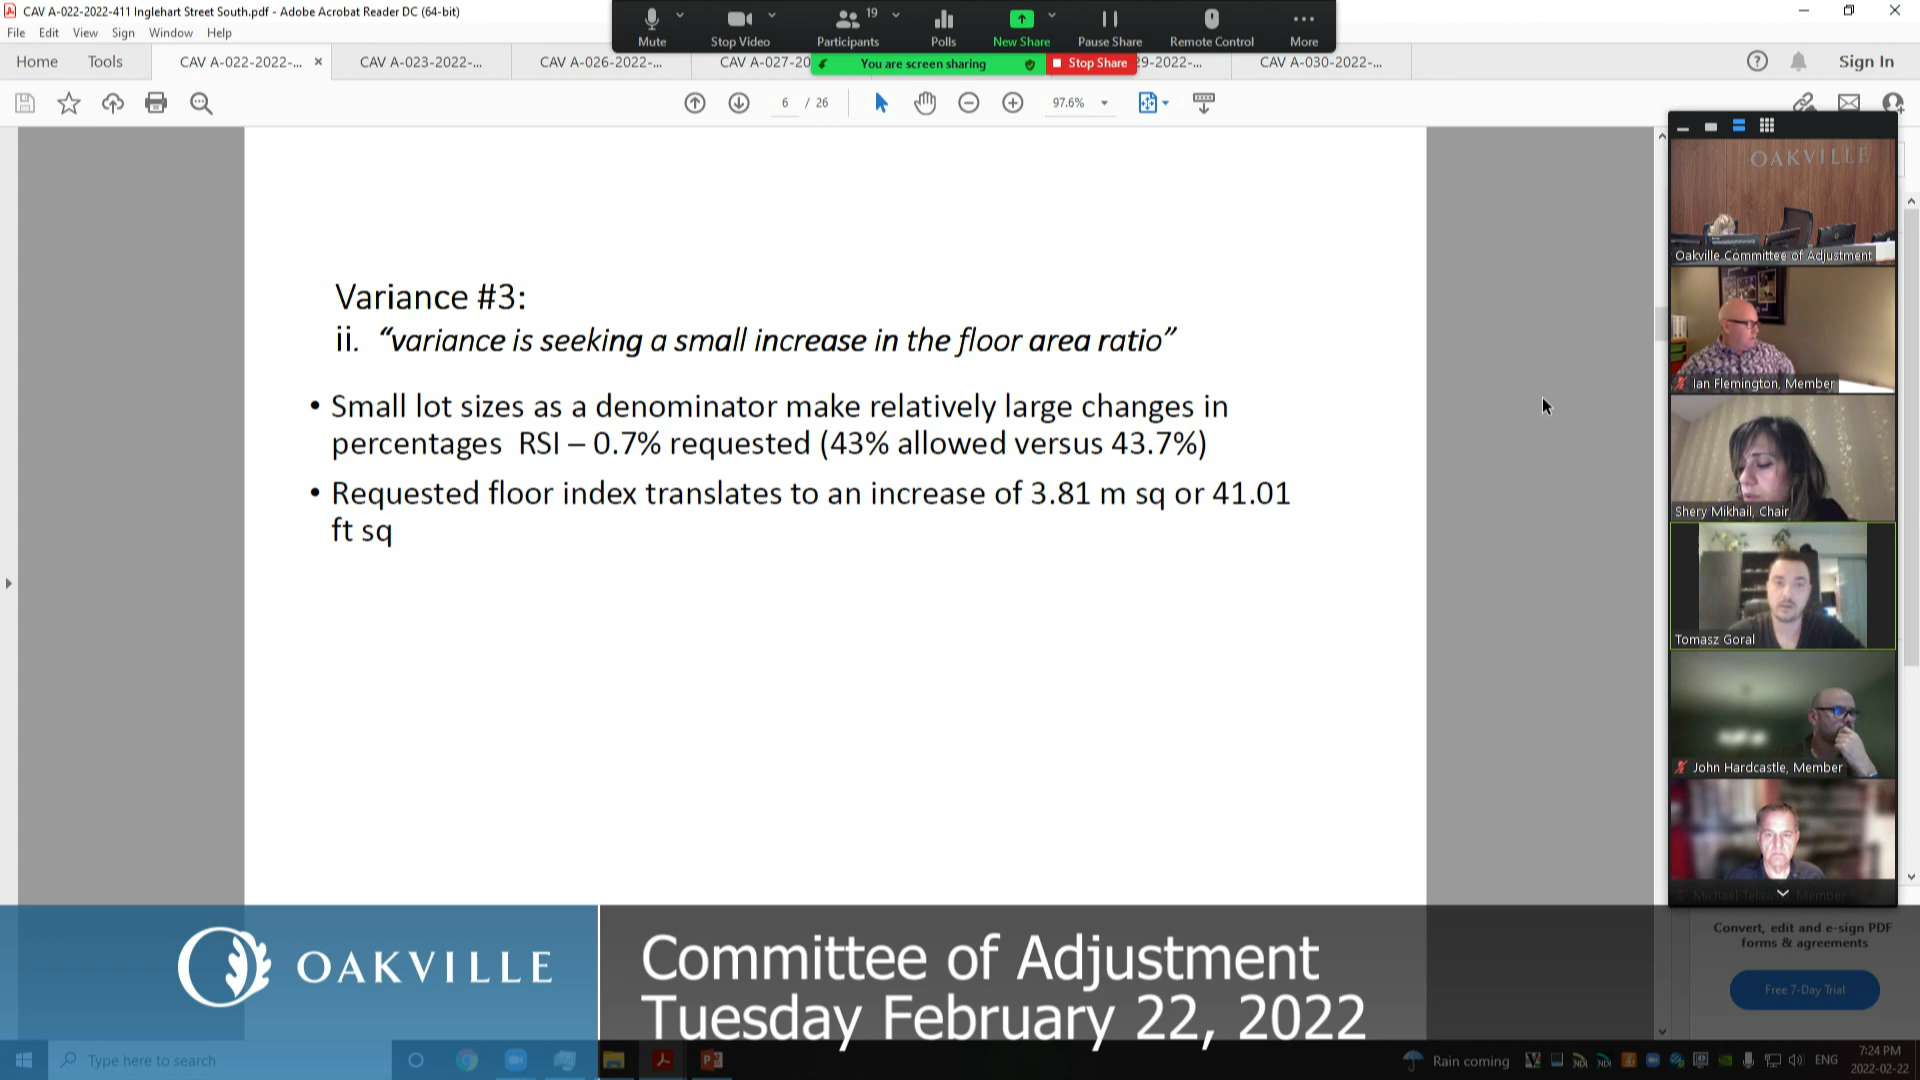 CAV A-022-2022-411 Inglehart Street South.pdf - Adobe Acrobat Reader DC (64-bit)
File Edit View Sign Window Help
Mute Stop Video Participants 19 Polls New Share Pause Share Remote Control More
You are screen sharing Stop Share
Home Tools CAV A-022-2022-... CAV A-023-2022-... CAV A-026-2022-... CAV A-027-20 29-2022-... CAV A-030-2022-... Sign In
6 / 26 97.6%
Variance #3:
ii. “variance is seeking a small increase in the floor area ratio”
• Small lot sizes as a denominator make relatively large changes in
percentages RSI – 0.7% requested (43% allowed versus 43.7%)
• Requested floor index translates to an increase of 3.81 m sq or 41.01
ft sq
OAKVILLE
Oakville Committee of Adjustment
Ian Flemington, Member
Shery Mikhail, Chair
Tomasz Goral
John Hardcastle, Member
Convert, edit and e-sign PDF
forms & agreements
Free 7-Day Trial
OAKVILLE
Committee of Adjustment
Tuesday February 22, 2022
Type here to search
Rain coming
ENG
7:24 PM
2022-02-22